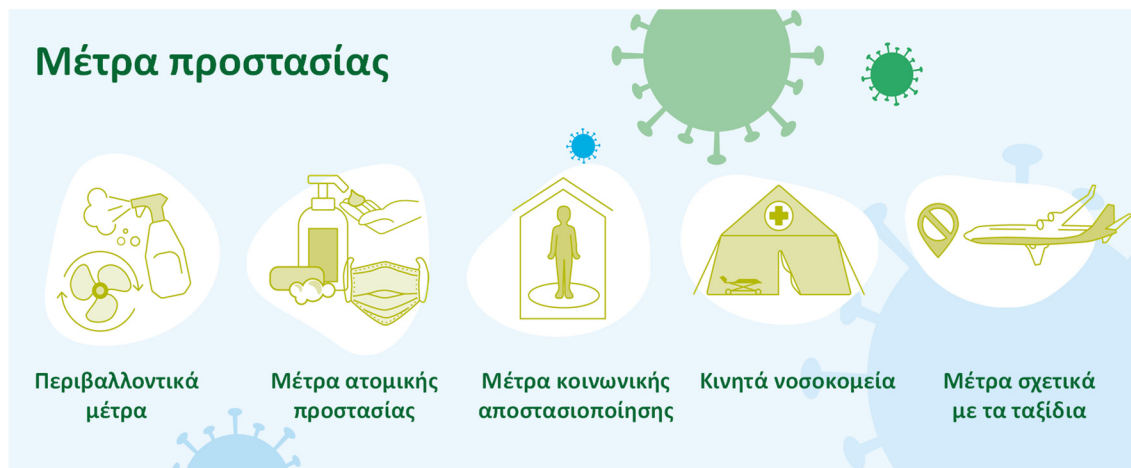 Μέτρα προστασίας
Περιβαλλοντικά
μέτρα
Μέτρα ατομικής
προστασίας
Μέτρα κοινωνικής
αποστασιοποίησης
Κινητά νοσοκομεία
Μέτρα σχετικά
με τα ταξίδια